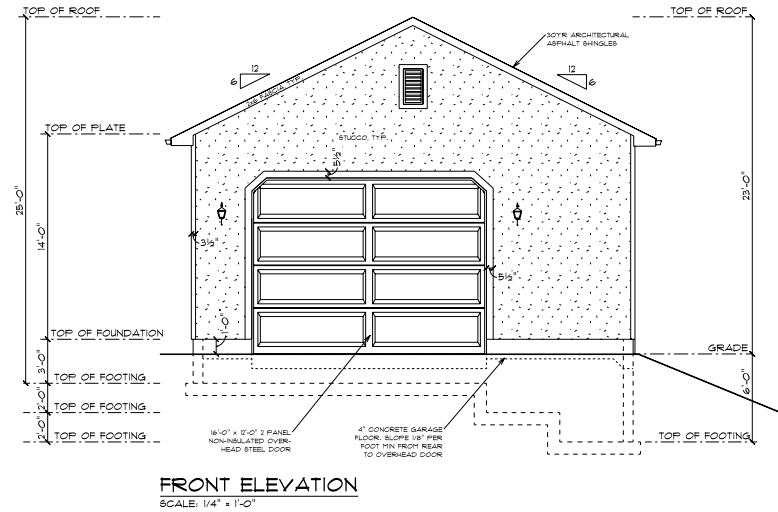 TOP OF ROOF
TOP OF ROOF
30YR ARCHITECTURAL
ASPHALT SHINGLES
12
6
12
6
2x6 FASCIA TYP.
TOP OF PLATE
STUCCO, TYP.
5½"
25'-0"
14'-0"
23'-0"
3½"
5½"
1'-0"
TOP OF FOUNDATION
GRADE
3'-0"
TOP OF FOOTING
6'-0"
2'-0"
TOP OF FOOTING
2'-0"
TOP OF FOOTING
TOP OF FOOTING
16'-0" x 12'-0" 2 PANEL
NON-INSULATED OVER-
HEAD STEEL DOOR
4" CONCRETE GARAGE
FLOOR. SLOPE 1/8" PER
FOOT MIN FROM REAR
TO OVERHEAD DOOR
FRONT ELEVATION
SCALE: 1/4" = 1'-0"